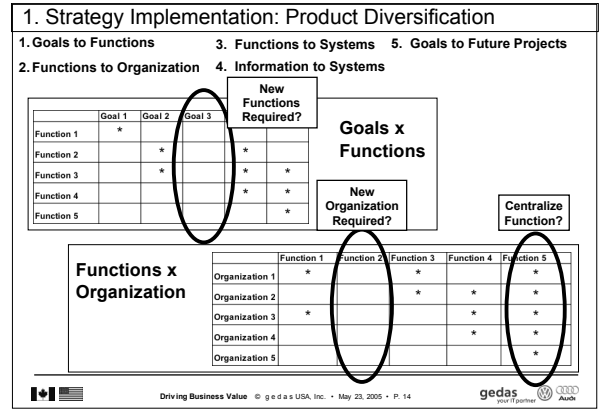 1. Strategy Implementation: Product Diversification
1. Goals to Functions
3. Functions to Systems
5. Goals to Future Projects
2. Functions to Organization
4. Information to Systems
New
Functions
Required?
Goal 1 Goal 2 Goal 3
Function 1 *
Function 2 * *
Function 3 * * *
Function 4 * *
Function 5 *
Goals x
Functions
New
Organization
Required?
Centralize
Function?
Functions x
Organization
Function 1 Function 2 Function 3 Function 4 Function 5
Organization 1 * * *
Organization 2 * * *
Organization 3 * * *
Organization 4 * *
Organization 5 *
Driving Business Value © gedas USA, Inc. • May 23, 2005 • P. 14
gedas
your IT partner
Audi